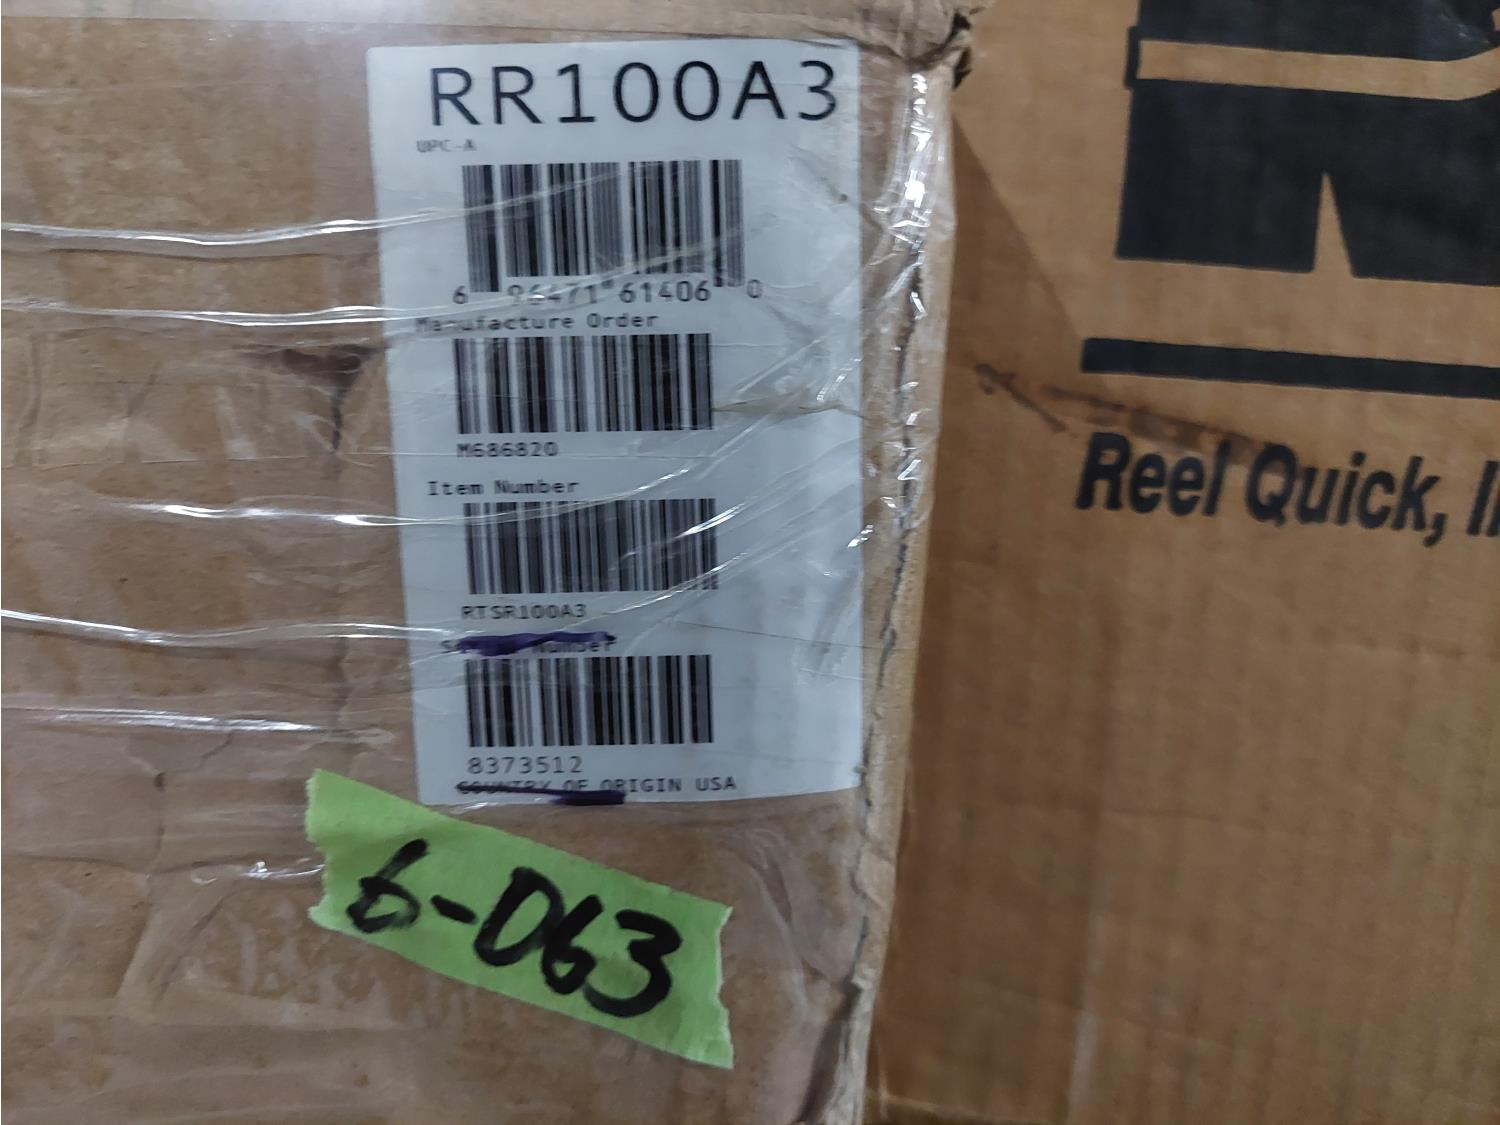 RR100A3
UPC-A
6 96471 61406 0
Manufacture Order
M686820
Item Number
RTSR100A3
Serial Number
8373512
COUNTRY OF ORIGIN USA
6-063
Reel Quick,